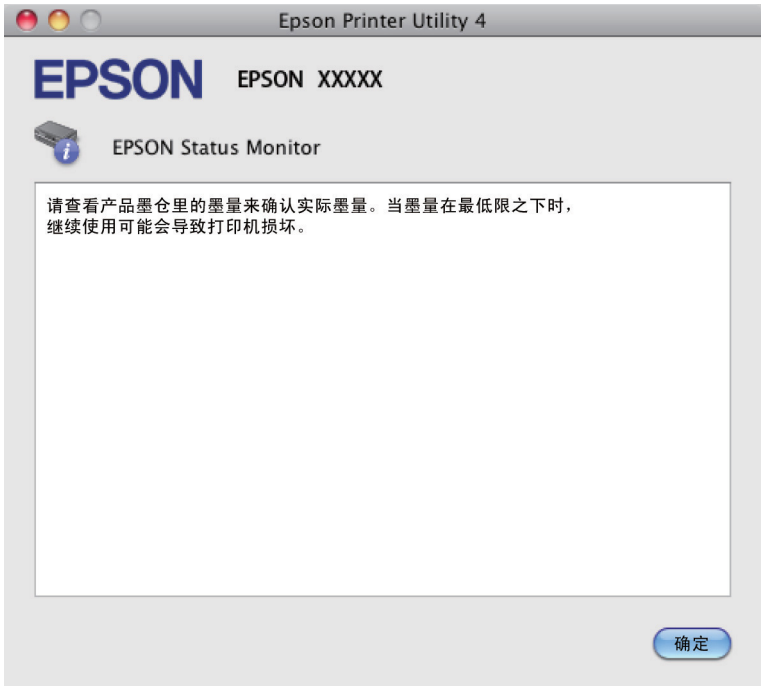 Epson Printer Utility 4
EPSON EPSON XXXXX
EPSON Status Monitor
请查看产品墨仓里的墨量来确认实际墨量。当墨量在最低限之下时，
继续使用可能会导致打印机损坏。
确定